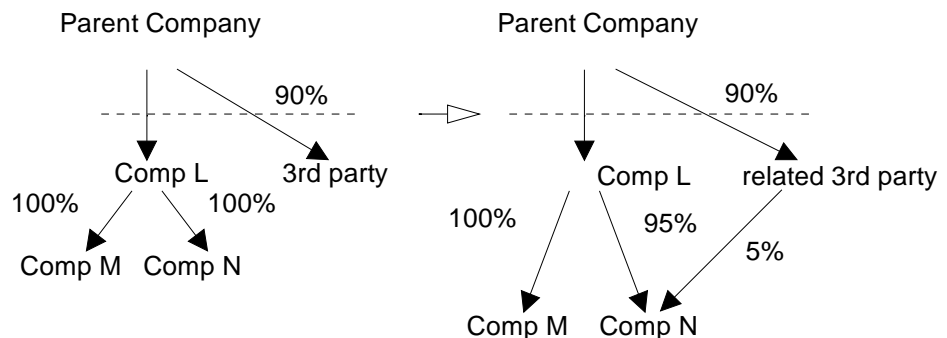 Parent Company
90%
Comp L
3rd party
100%
100%
Comp M
Comp N
Parent Company
90%
Comp L
related 3rd party
100%
95%
5%
Comp M
Comp N